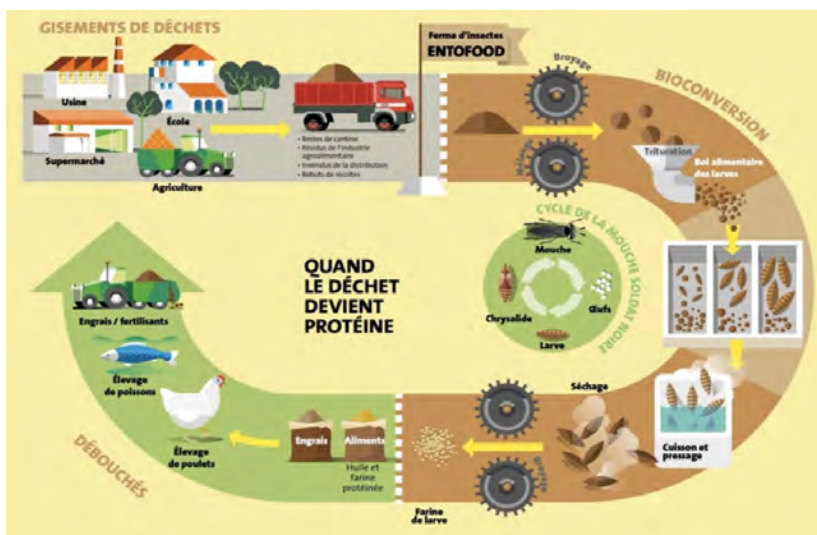 GISEMENTS DE DÉCHETS
Usine
École
Supermarché
Agriculture
• Restes de cantine
• Résidus de l'industrie
agroalimentaire
• Invendus de la distribution
• Rebuts de récoltes
Ferme d'insectes
ENTOFOOD
Broyage
BIOCONVERSION
Trituration
Bol alimentaire
des larves
CYCLE DE LA MOUCHE SOLDAT NOIRE
Mouche
Œufs
Larve
Chrysalide
QUAND
LE DÉCHET
DEVIENT
PROTÉINE
Cuisson et
pressage
Séchage
Broyage
Farine
de larve
Engrais
Aliments
Huile et
farine
protéinée
Élevage
de poulets
Élevage
de poissons
Engrais / fertilisants
DÉBOUCHÉS